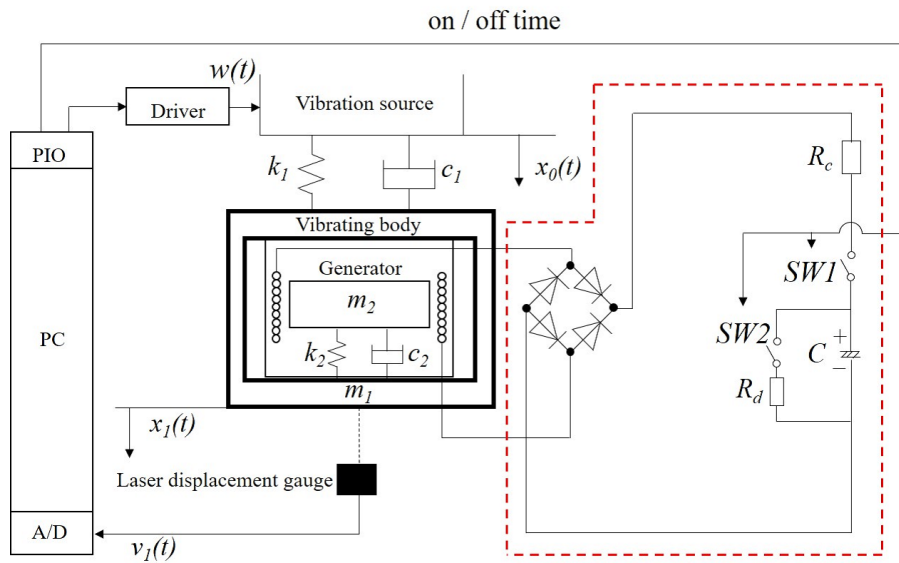 on / off time
w(t)
Driver
Vibration source
PIO
k1
c1
x0(t)
Rc
Vibrating body
Generator
SW1
m2
PC
SW2
k2
c2
C
+
−
Rd
m1
x1(t)
Laser displacement gauge
A/D
v1(t)